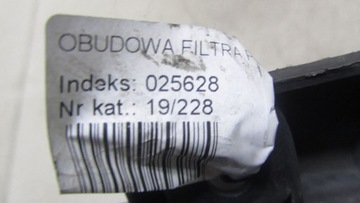 OBUDOWA FILTRA
Indeks: 025628
Nr kat.: 19/228